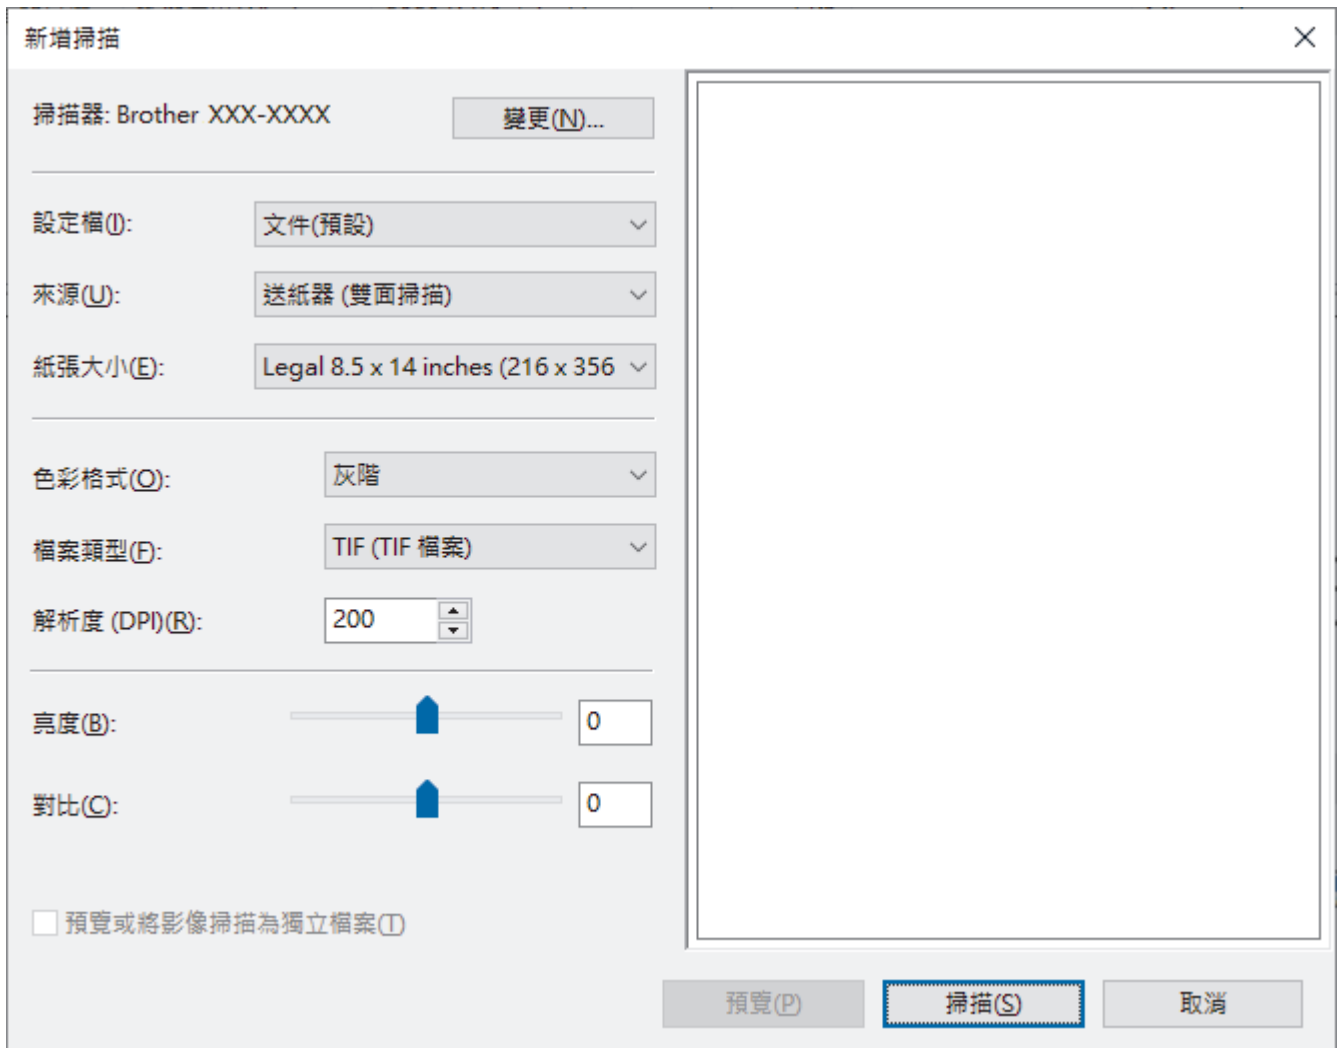 新增掃描
掃描器: Brother XXX-XXXX
變更(N)...
設定檔(I):
文件(預設)
來源(U):
送紙器 (雙面掃描)
紙張大小(E):
Legal 8.5 x 14 inches (216 x 356
色彩格式(O):
灰階
檔案類型(F):
TIF (TIF 檔案)
解析度 (DPI)(R):
200
亮度(B):
0
對比(C):
0
預覽或將影像掃描為獨立檔案(T)
預覽(P)
掃描(S)
取消